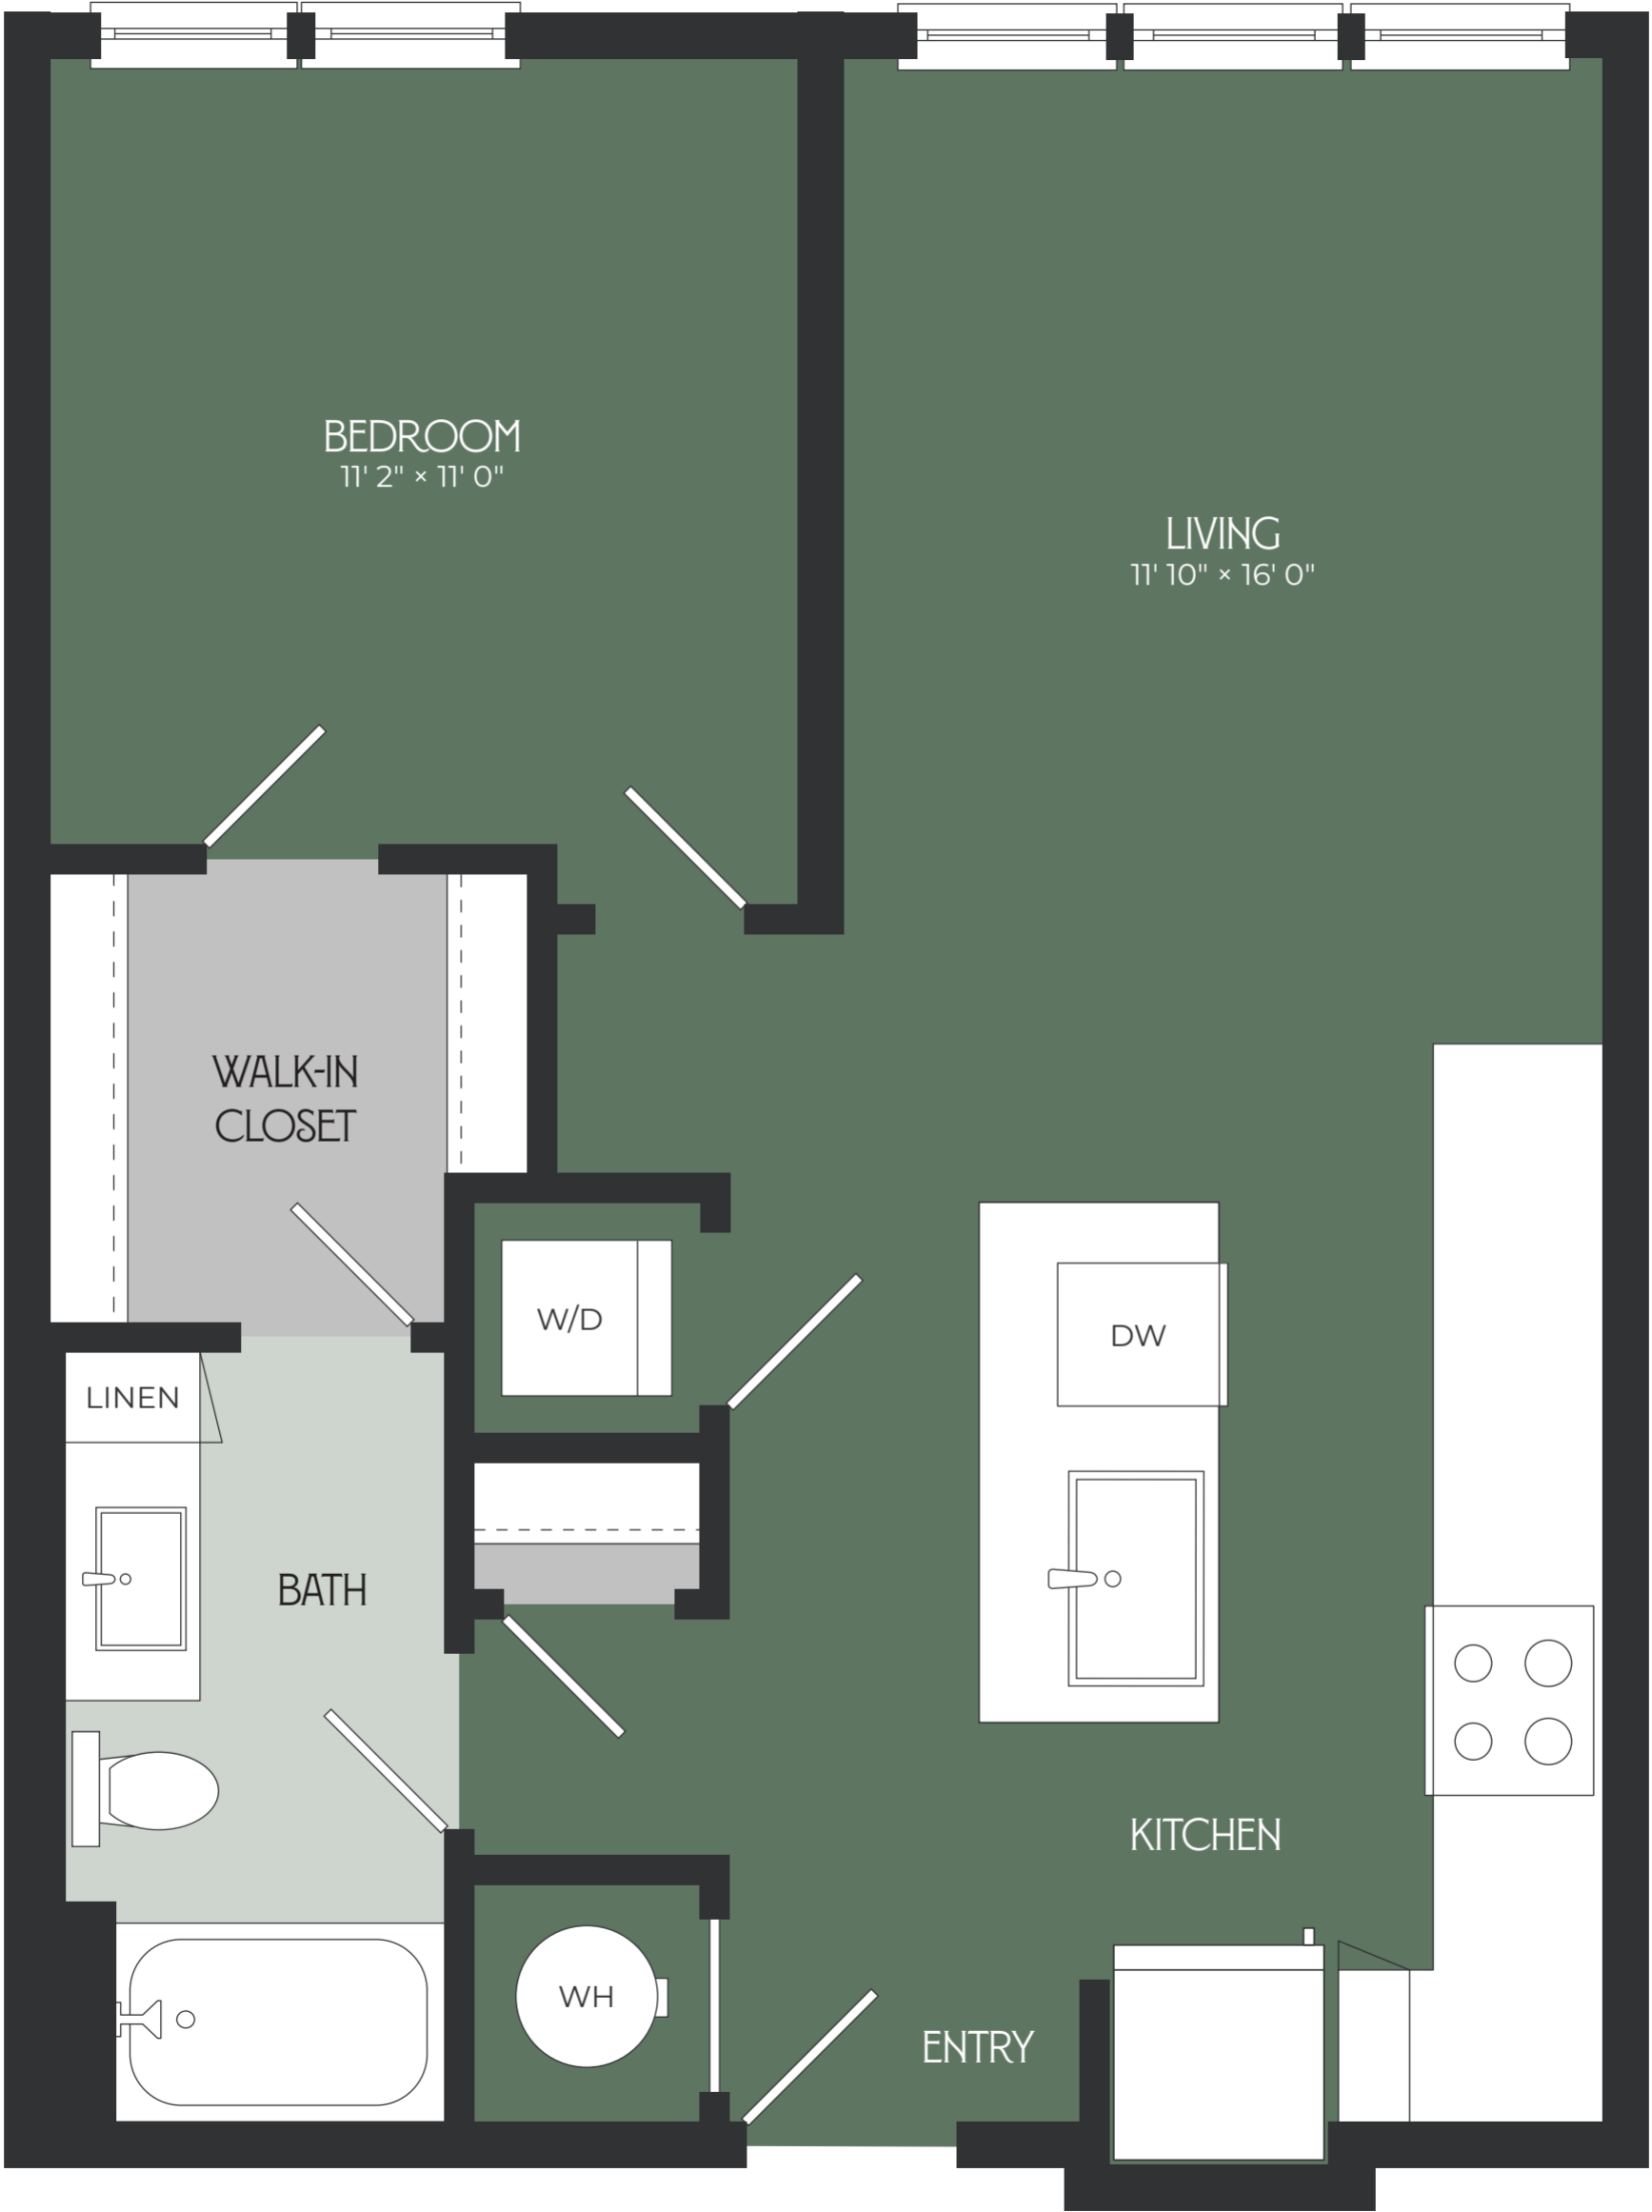 BEDROOM
11' 2" × 11' 0"
LIVING
11' 10" × 16' 0"
WALK-IN
CLOSET
W/D
DW
LINEN
BATH
KITCHEN
WH
ENTRY